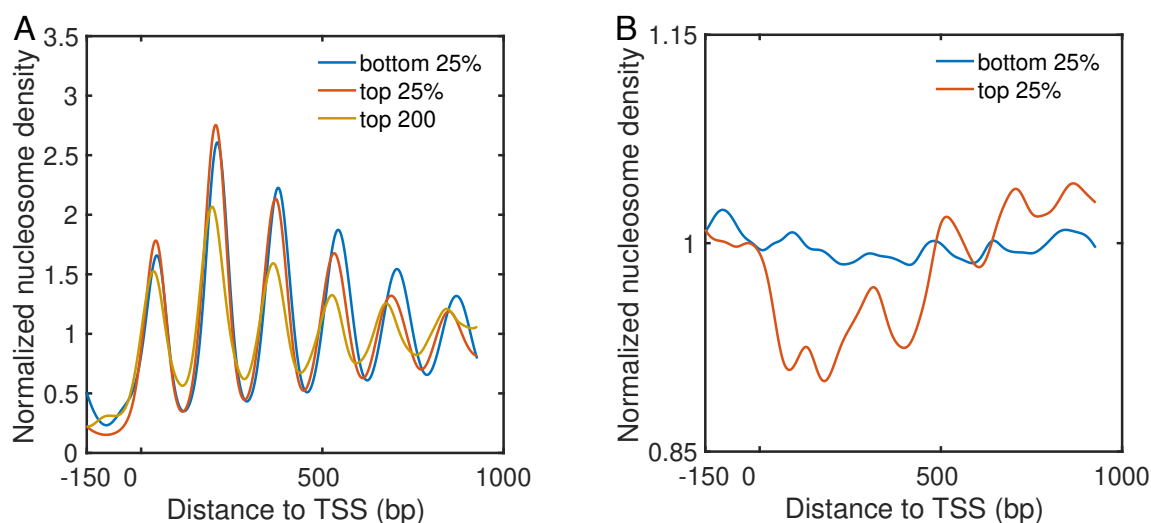 A
Normalized nucleosome density
3.5
3
2.5
2
1.5
1
0.5
0
-150
0
500
1000
Distance to TSS (bp)
bottom 25%
top 25%
top 200
B
Normalized nucleosome density
1.15
1
0.85
-150
0
500
1000
Distance to TSS (bp)
bottom 25%
top 25%